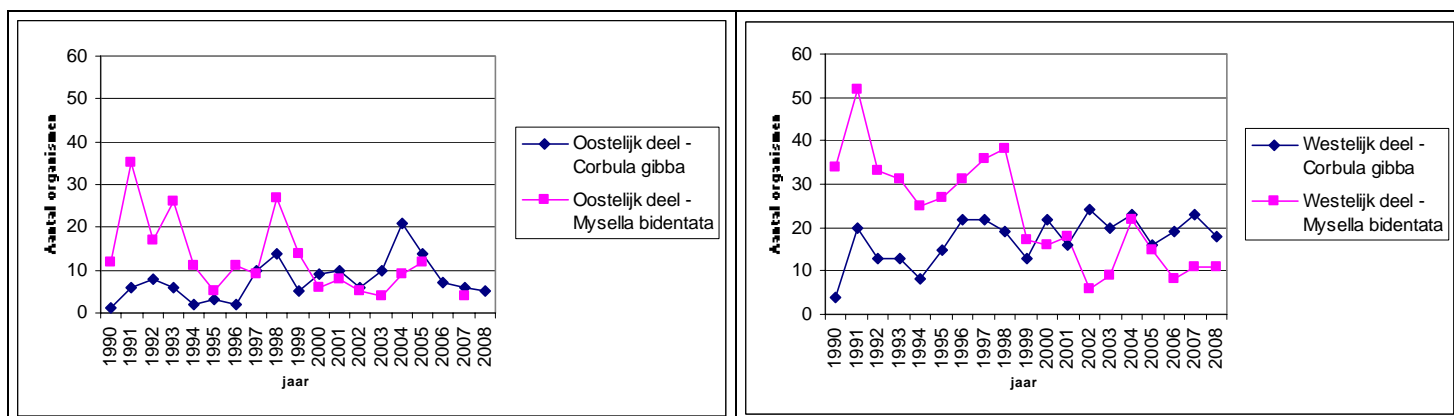 60
50
40
30
20
10
0
Aantal organismen
1990 1991 1992 1993 1994 1995 1996 1997 1998 1999 2000 2001 2002 2003 2004 2005 2006 2007 2008
jaar
Oostelijk deel -
Corbula gibba
Oostelijk deel -
Mysella bidentata
60
50
40
30
20
10
0
Aantal organismen
1990 1991 1992 1993 1994 1995 1996 1997 1998 1999 2000 2001 2002 2003 2004 2005 2006 2007 2008
jaar
Westelijk deel -
Corbula gibba
Westelijk deel -
Mysella bidentata